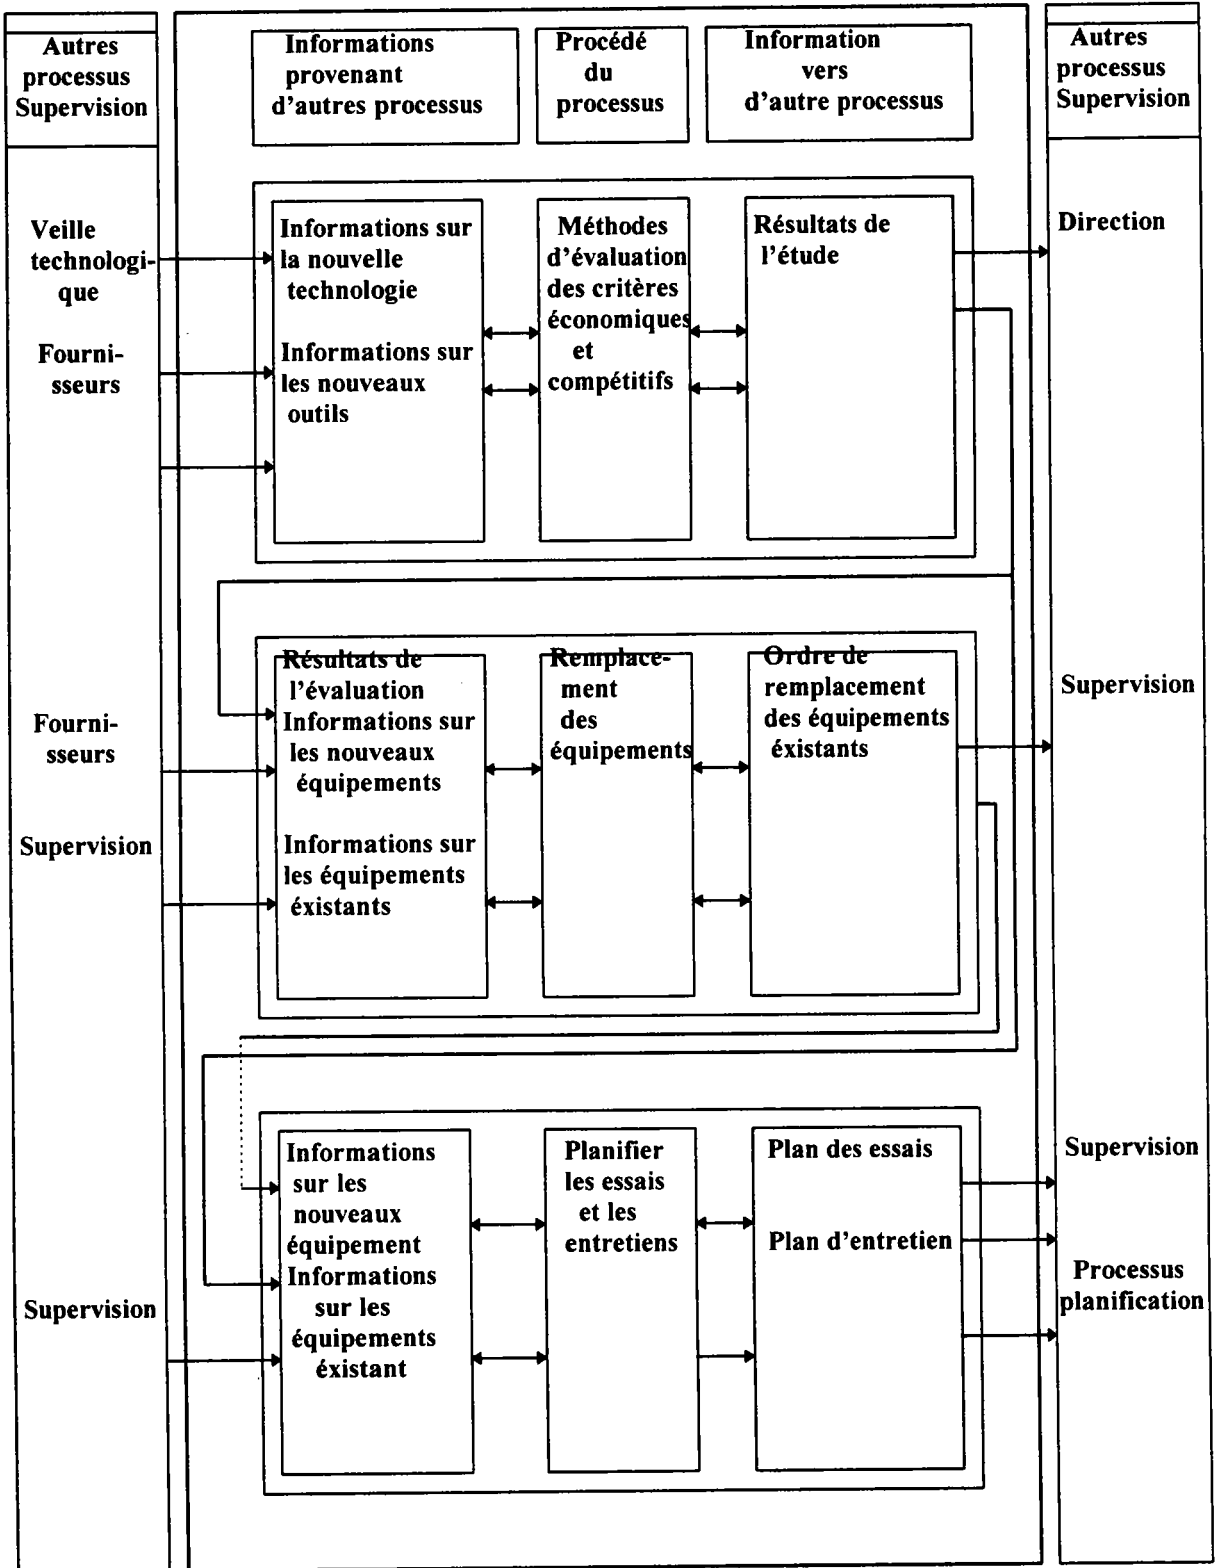 Autres
processus
Supervision
Informations
provenant
d'autres processus
Procédé
du
processus
Information
vers
d'autre processus
Autres
processus
Supervision
Veille
technologi-
que
Fourni-
sseurs
Informations sur
la nouvelle
technologie
Informations sur
les nouveaux
outils
Méthodes
d'évaluation
des critères
économiques
et
compétitifs
Résultats de
l'étude
Direction
Fourni-
sseurs
Supervision
Résultats de
l'évaluation
Informations sur
les nouveaux
équipements
Informations sur
les équipements
éxistants
Remplace-
ment
des
équipements
Ordre de
remplacement
des équipements
éxistants
Supervision
Supervision
Informations
sur les
nouveaux
équipement
Informations
sur les
équipements
éxistant
Planifier
les essais
et les
entretiens
Plan des essais
Plan d'entretien
Supervision
Processus
planification